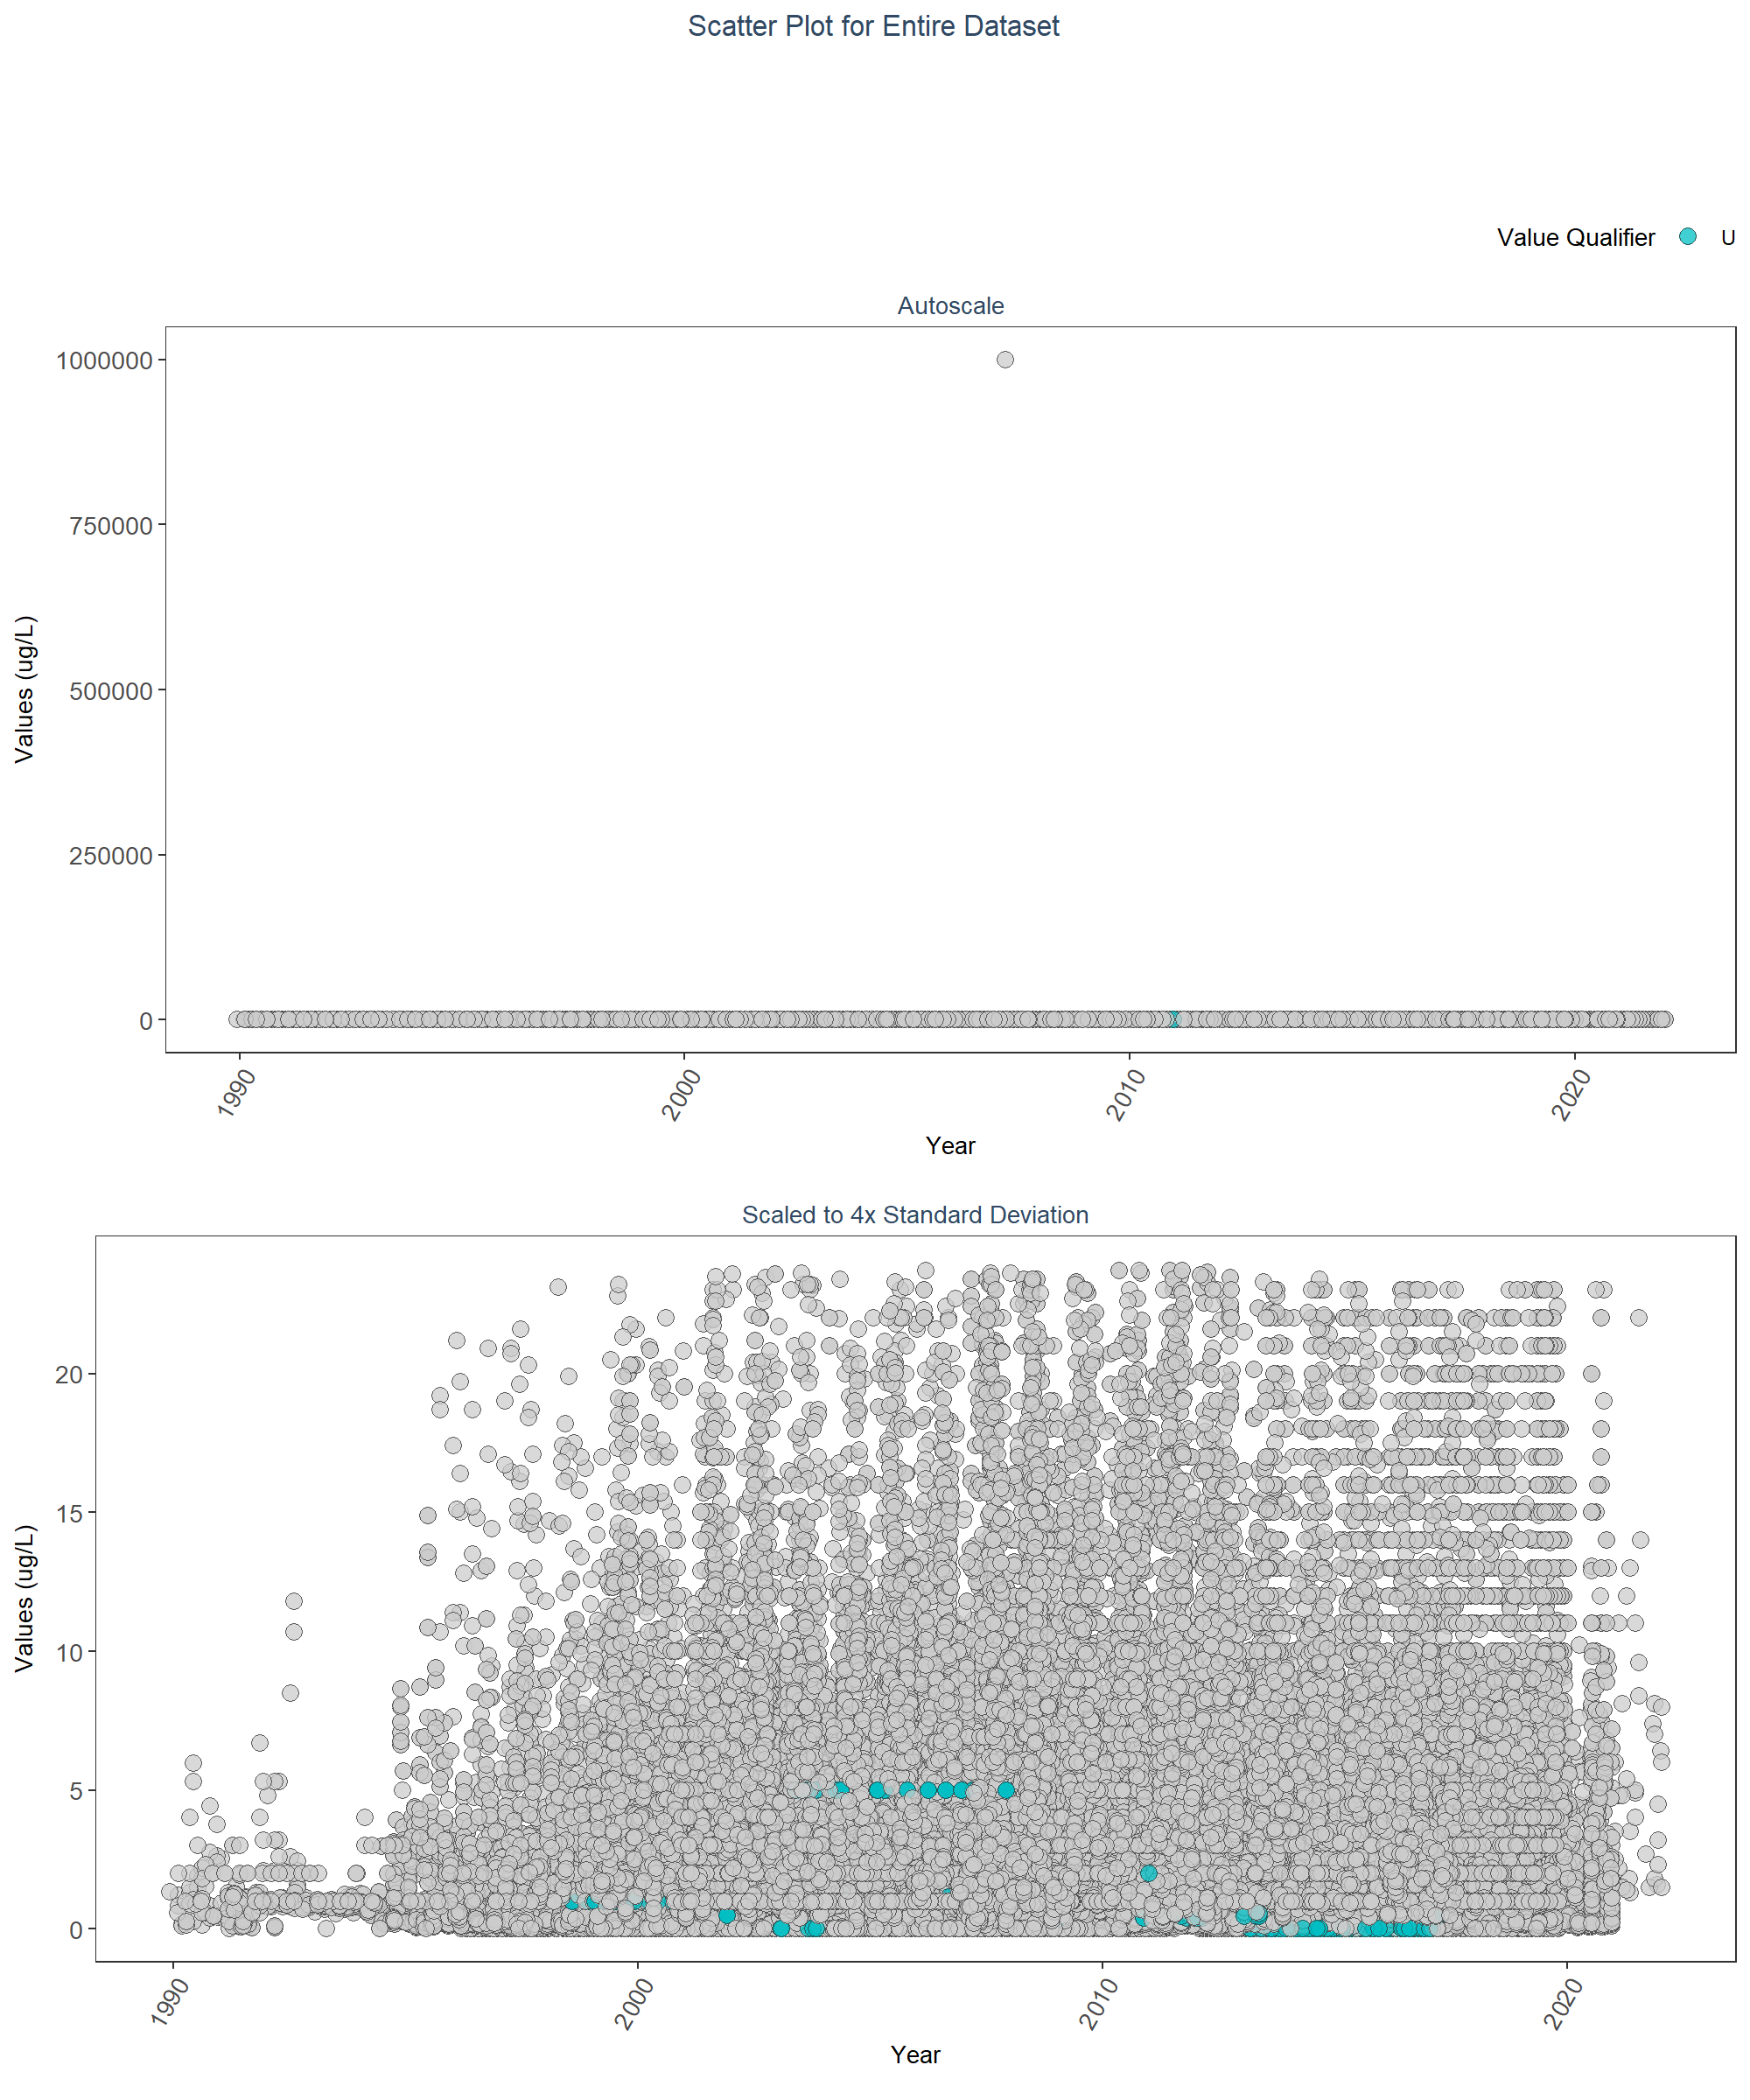 Scatter Plot for Entire Dataset
Value Qualifier U
Autoscale
1000000
750000
500000
250000
0
Values (ug/L)
1990 2000 2010 2020
Year
Scaled to 4x Standard Deviation
20
15
10
5
0
Values (ug/L)
1990 2000 2010 2020
Year